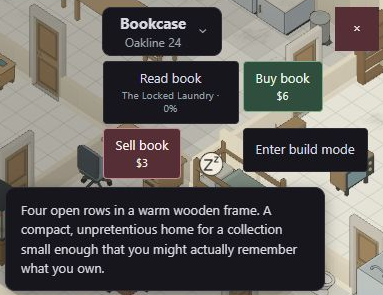 Bookcase
Oakline 24
×
Read book
The Locked Laundry ·
0%
Buy book
$6
Sell book
$3
Zz
Enter build mode
Four open rows in a warm wooden frame. A
compact, unpretentious home for a collection
small enough that you might actually remember
what you own.